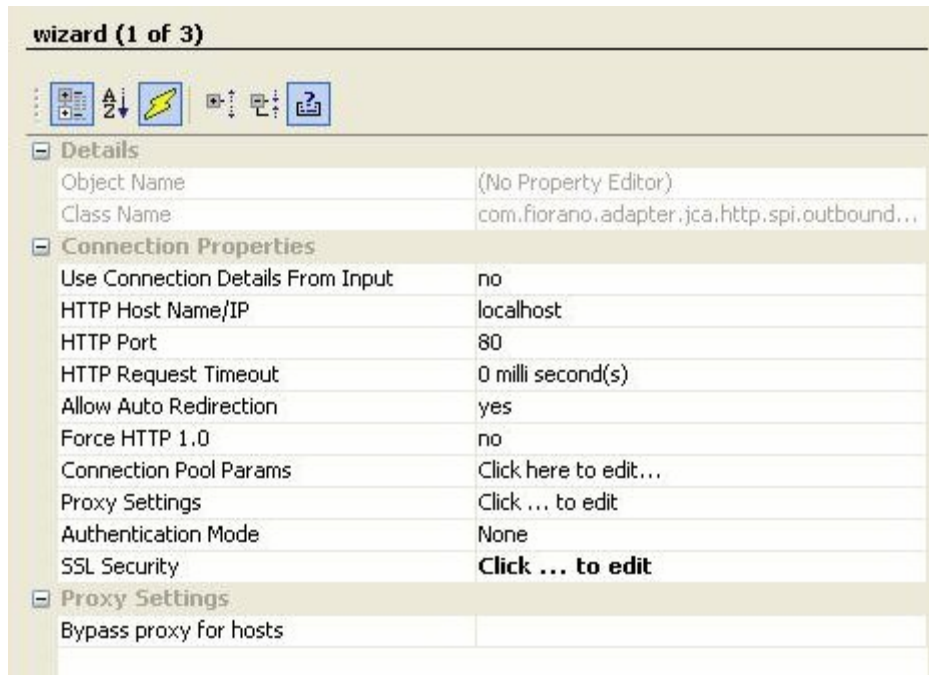 wizard (1 of 3)
Details
Object Name (No Property Editor)
Class Name com.fiorano.adapter.jca.http.spi.outbound...
Connection Properties
Use Connection Details From Input no
HTTP Host Name/IP localhost
HTTP Port 80
HTTP Request Timeout 0 milli second(s)
Allow Auto Redirection yes
Force HTTP 1.0 no
Connection Pool Params Click here to edit...
Proxy Settings Click ... to edit
Authentication Mode None
SSL Security Click ... to edit
Proxy Settings
Bypass proxy for hosts